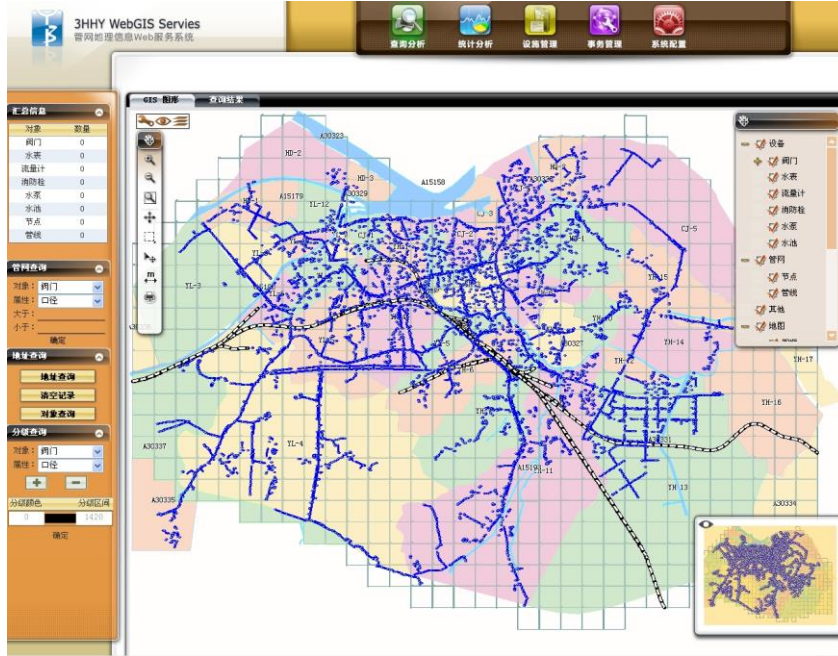 3HHY WebGIS Servies
管网地理信息Web服务系统
查询分析
统计分析
设施管理
事务管理
系统配置
GIS 图形
查询结果
汇总信息
对象 数量
阀门 0
水表 0
流量计 0
消防栓 0
水泵 0
水池 0
节点 0
管线 0
管网查询
对象: 阀门
属性: 口径
大于:
小于:
确定
地址查询
地址查询
清空记录
对象查询
分级查询
对象: 阀门
属性: 口径
分级颜色 分级区间
0 1420
确定
m
A30323
HD-2
HD-3
A15158
A15179
YL-12
CJ-3
CJ-2
CJ-5
YL-3
YH-15
YH-14
YH-17
YH-16
A30327
A30337
YL-4
A30331
A30335
YH-11
YH-13
A30334
设备
阀门
水表
流量计
消防栓
水泵
水池
管网
节点
管线
其他
地图